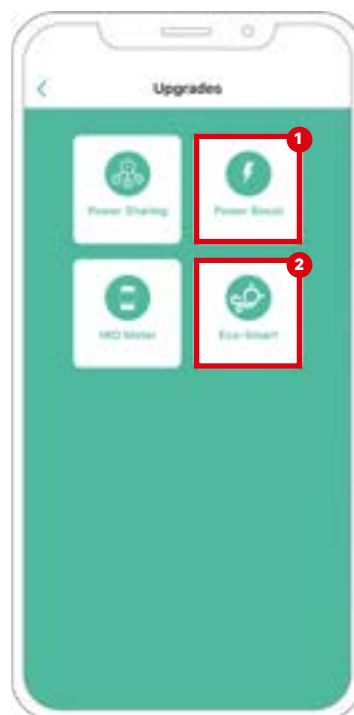 Upgrades
1
Power Sharing
Power Boost
2
MID Meter
Eco-Smart